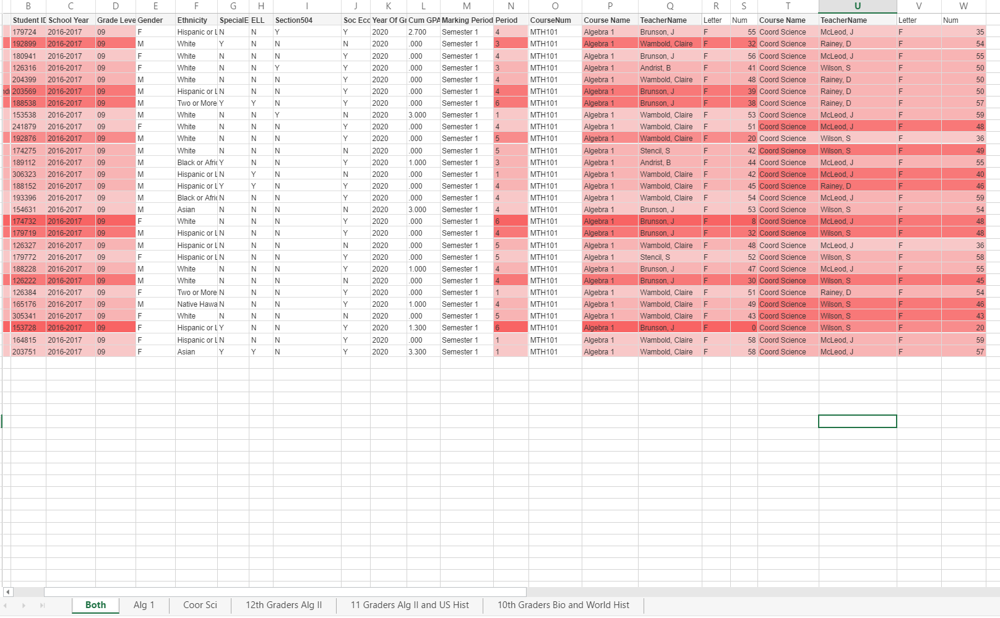 B C D E F G H I J K L M N O P Q R S T U V W
Student ID School Year Grade Leve Gender Ethnicity SpecialE ELL Section504 Soc Ecc Year Of Gr Cum GPA Marking Period Period CourseNum Course Name TeacherName Letter Num Course Name TeacherName Letter Num
179724 2016-2017 09 F Hispanic or L N N Y Y 2020 2.700 Semester 1 4 MTH101 Algebra 1 Brunson, J F 55 Coord Science McLeod, J F 35
192899 2016-2017 09 M White Y N N N 2020 .000 Semester 1 3 MTH101 Algebra 1 Wambold, Claire F 32 Coord Science Rainey, D F 54
180941 2016-2017 09 F White N N N Y 2020 .000 Semester 1 4 MTH101 Algebra 1 Brunson, J F 56 Coord Science McLeod, J F 55
126316 2016-2017 09 F White N N Y Y 2020 .000 Semester 1 3 MTH101 Algebra 1 Andrist, B F 41 Coord Science Wilson, S F 50
204399 2016-2017 09 M White N N N Y 2020 .000 Semester 1 4 MTH101 Algebra 1 Wambold, Claire F 48 Coord Science Rainey, D F 50
203569 2016-2017 09 M Hispanic or L N N N Y 2020 .000 Semester 1 4 MTH101 Algebra 1 Brunson, J F 39 Coord Science Rainey, D F 50
188538 2016-2017 09 M Two or More Y Y N Y 2020 .000 Semester 1 6 MTH101 Algebra 1 Brunson, J F 38 Coord Science Rainey, D F 57
153538 2016-2017 09 M White N N Y N 2020 3.000 Semester 1 1 MTH101 Algebra 1 Wambold, Claire F 53 Coord Science McLeod, J F 59
241879 2016-2017 09 F White N N N Y 2020 .000 Semester 1 4 MTH101 Algebra 1 Wambold, Claire F 51 Coord Science McLeod, J F 48
192876 2016-2017 09 M White N N N Y 2020 .000 Semester 1 5 MTH101 Algebra 1 Wambold, Claire F 20 Coord Science Wilson, S F 36
174275 2016-2017 09 M White N N N N 2020 .000 Semester 1 5 MTH101 Algebra 1 Stencil, S F 42 Coord Science Wilson, S F 49
189112 2016-2017 09 M Black or Afric Y N N Y 2020 1.000 Semester 1 3 MTH101 Algebra 1 Andrist, B F 44 Coord Science McLeod, J F 55
306323 2016-2017 09 M Hispanic or L N Y N N 2020 .000 Semester 1 1 MTH101 Algebra 1 Wambold, Claire F 42 Coord Science McLeod, J F 40
188152 2016-2017 09 M Hispanic or L Y Y N Y 2020 .000 Semester 1 4 MTH101 Algebra 1 Wambold, Claire F 45 Coord Science Rainey, D F 46
193396 2016-2017 09 M Black or Afric N N N Y 2020 .000 Semester 1 4 MTH101 Algebra 1 Wambold, Claire F 54 Coord Science McLeod, J F 59
154631 2016-2017 09 M Asian N N N N 2020 3.000 Semester 1 4 MTH101 Algebra 1 Brunson, J F 53 Coord Science Wilson, S F 54
174732 2016-2017 09 F White N N N Y 2020 .000 Semester 1 6 MTH101 Algebra 1 Brunson, J F 8 Coord Science McLeod, J F 48
179719 2016-2017 09 M Hispanic or L N N N Y 2020 .000 Semester 1 4 MTH101 Algebra 1 Brunson, J F 32 Coord Science Wilson, S F 48
126327 2016-2017 09 M Hispanic or L N N N N 2020 .000 Semester 1 5 MTH101 Algebra 1 Wambold, Claire F 48 Coord Science McLeod, J F 36
179772 2016-2017 09 F Hispanic or L N N N Y 2020 .000 Semester 1 5 MTH101 Algebra 1 Stencil, S F 52 Coord Science Wilson, S F 58
188228 2016-2017 09 M White N N N Y 2020 1.000 Semester 1 4 MTH101 Algebra 1 Brunson, J F 47 Coord Science McLeod, J F 55
126222 2016-2017 09 M White N N N N 2020 .000 Semester 1 4 MTH101 Algebra 1 Brunson, J F 30 Coord Science Wilson, S F 45
126384 2016-2017 09 F Two or More N N N Y 2020 .000 Semester 1 1 MTH101 Algebra 1 Wambold, Claire F 51 Coord Science Rainey, D F 54
165176 2016-2017 09 M Native Hawa N N N Y 2020 1.000 Semester 1 4 MTH101 Algebra 1 Wambold, Claire F 49 Coord Science Wilson, S F 46
305341 2016-2017 09 F White N N N N 2020 .000 Semester 1 5 MTH101 Algebra 1 Wambold, Claire F 43 Coord Science Wilson, S F 43
153728 2016-2017 09 F Hispanic or L Y N N Y 2020 1.300 Semester 1 6 MTH101 Algebra 1 Brunson, J F 0 Coord Science Wilson, S F 20
164815 2016-2017 09 F Hispanic or L N N N Y 2020 .000 Semester 1 1 MTH101 Algebra 1 Wambold, Claire F 58 Coord Science McLeod, J F 59
203751 2016-2017 09 F Asian Y Y N Y 2020 3.300 Semester 1 1 MTH101 Algebra 1 Wambold, Claire F 58 Coord Science McLeod, J F 57
Both Alg 1 Coor Sci 12th Graders Alg II 11 Graders Alg II and US Hist 10th Graders Bio and World Hist